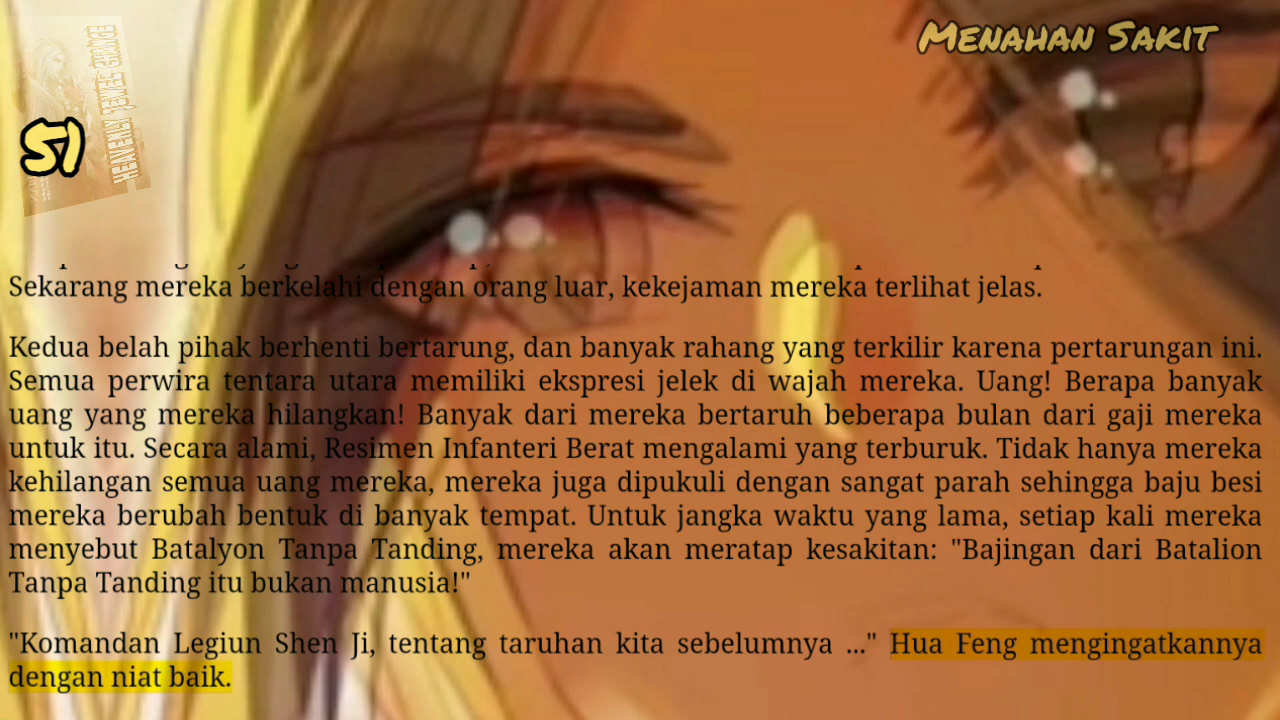 Menahan Sakit
51
HEAVENLY JEWEL CHANGE
Sekarang mereka berkelahi dengan orang luar, kekejaman mereka terlihat jelas.
Kedua belah pihak berhenti bertarung, dan banyak rahang yang terkilir karena pertarungan ini.
Semua perwira tentara utara memiliki ekspresi jelek di wajah mereka. Uang! Berapa banyak
uang yang mereka hilangkan! Banyak dari mereka bertaruh beberapa bulan dari gaji mereka
untuk itu. Secara alami, Resimen Infanteri Berat mengalami yang terburuk. Tidak hanya mereka
kehilangan semua uang mereka, mereka juga dipukuli dengan sangat parah sehingga baju besi
mereka berubah bentuk di banyak tempat. Untuk jangka waktu yang lama, setiap kali mereka
menyebut Batalyon Tanpa Tanding, mereka akan meratap kesakitan: "Bajingan dari Batalion
Tanpa Tanding itu bukan manusia!"
"Komandan Legiun Shen Ji, tentang taruhan kita sebelumnya ..." Hua Feng mengingatkannya
dengan niat baik.